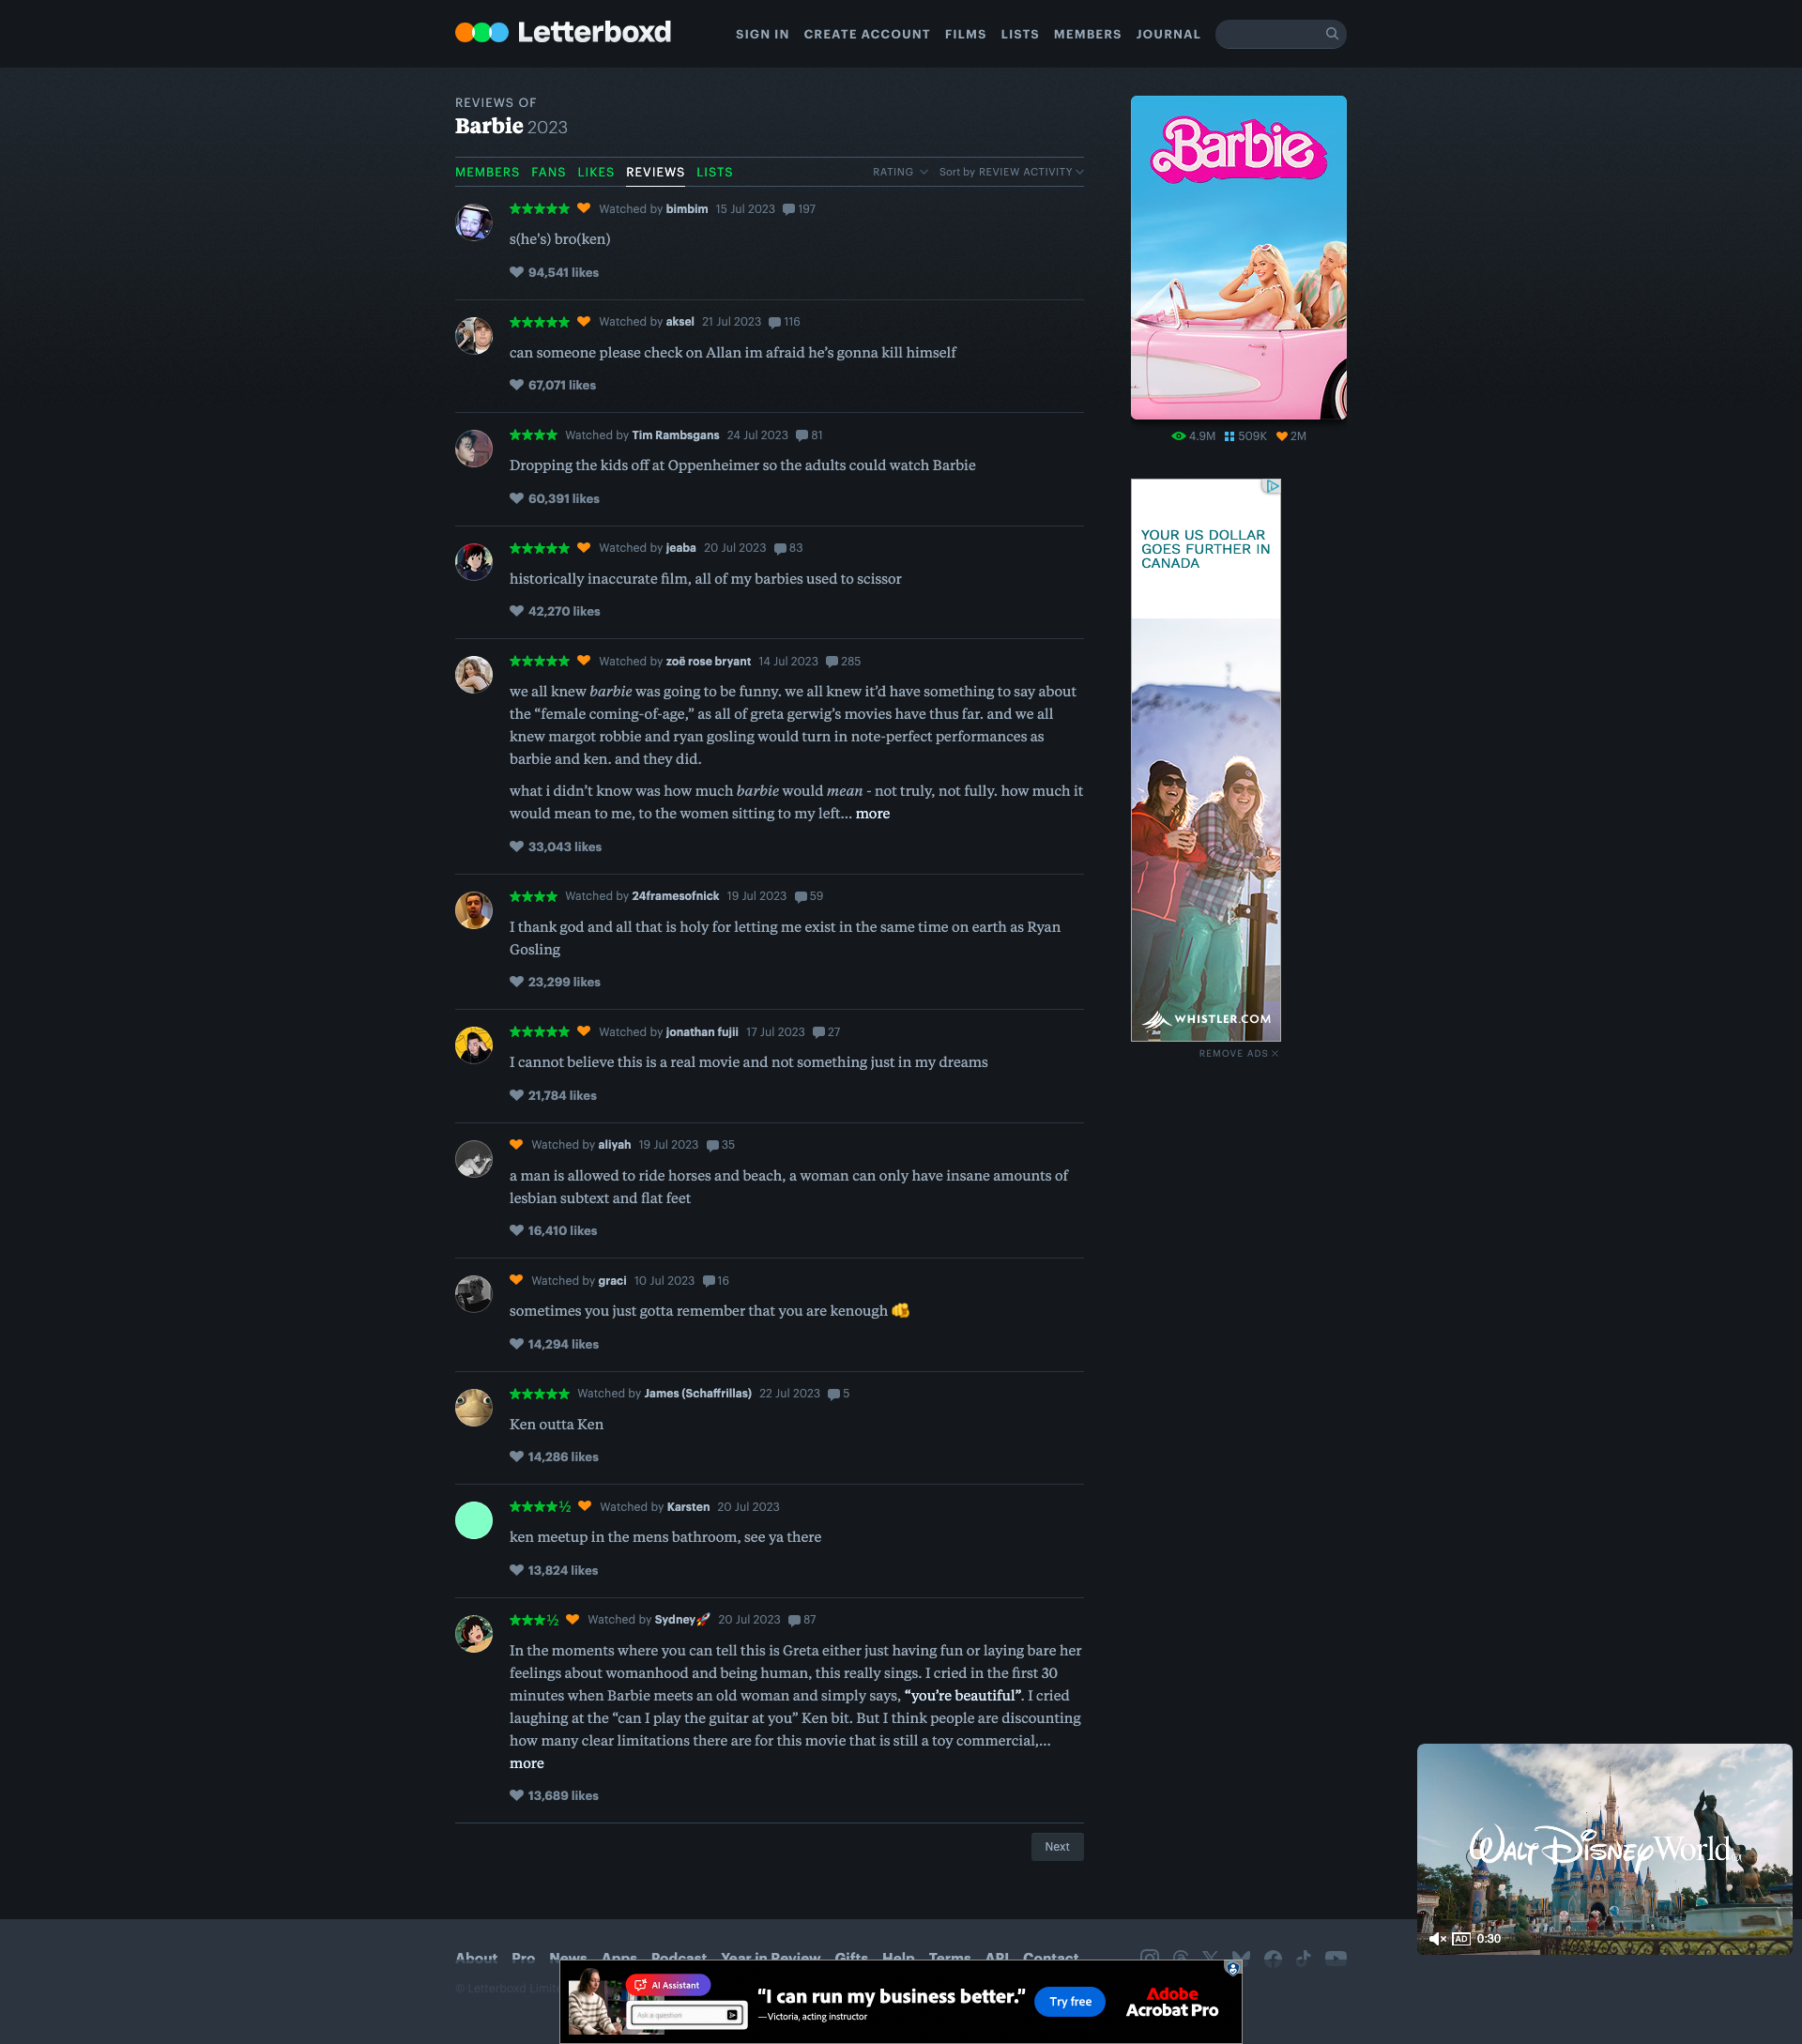 Letterboxd
SIGN IN CREATE ACCOUNT FILMS LISTS MEMBERS JOURNAL
REVIEWS OF
Barbie 2023
MEMBERS FANS LIKES REVIEWS LISTS RATING Sort by REVIEW ACTIVITY
★★★★★ Watched by bimbim 15 Jul 2023 197
s(he's) bro(ken)
94,541 likes
★★★★★ Watched by aksel 21 Jul 2023 116
can someone please check on Allan im afraid he's gonna kill himself
67,071 likes
★★★★ Watched by Tim Rambsgans 24 Jul 2023 81
Dropping the kids off at Oppenheimer so the adults could watch Barbie
60,391 likes
★★★★★ Watched by jeaba 20 Jul 2023 83
historically inaccurate film, all of my barbies used to scissor
42,270 likes
★★★★★ Watched by zoë rose bryant 14 Jul 2023 285
we all knew barbie was going to be funny. we all knew it'd have something to say about
the “female coming-of-age,” as all of greta gerwig's movies have thus far. and we all
knew margot robbie and ryan gosling would turn in note-perfect performances as
barbie and ken. and they did.
what i didn't know was how much barbie would mean - not truly, not fully. how much it
would mean to me, to the women sitting to my left… more
33,043 likes
★★★★ Watched by 24framesofnick 19 Jul 2023 59
I thank god and all that is holy for letting me exist in the same time on earth as Ryan
Gosling
23,299 likes
★★★★★ Watched by jonathan fujii 17 Jul 2023 27
I cannot believe this is a real movie and not something just in my dreams
21,784 likes
Watched by aliyah 19 Jul 2023 35
a man is allowed to ride horses and beach, a woman can only have insane amounts of
lesbian subtext and flat feet
16,410 likes
Watched by graci 10 Jul 2023 16
sometimes you just gotta remember that you are kenough 🫵
14,294 likes
★★★★★ Watched by James (Schaffrillas) 22 Jul 2023 5
Ken outta Ken
14,286 likes
★★★★½ Watched by Karsten 20 Jul 2023
ken meetup in the mens bathroom, see ya there
13,824 likes
★★★½ Watched by Sydney🚀 20 Jul 2023 87
In the moments where you can tell this is Greta either just having fun or laying bare her
feelings about womanhood and being human, this really sings. I cried in the first 30
minutes when Barbie meets an old woman and simply says, “you're beautiful”. I cried
laughing at the “can I play the guitar at you” Ken bit. But I think people are discounting
how many clear limitations there are for this movie that is still a toy commercial,…
more
13,689 likes
Next
Barbie
4.9M 509K 2M
YOUR US DOLLAR
GOES FURTHER IN
CANADA
WHISTLER.COM
REMOVE ADS
Walt Disney World
AD 0:30
About Pro News Apps Podcast Year in Review Gifts Help Terms API Contact
© Letterboxd Limite
AI Assistant
Ask a question
“I can run my business better.”
—Victoria, acting instructor
Try free
Adobe
Acrobat Pro